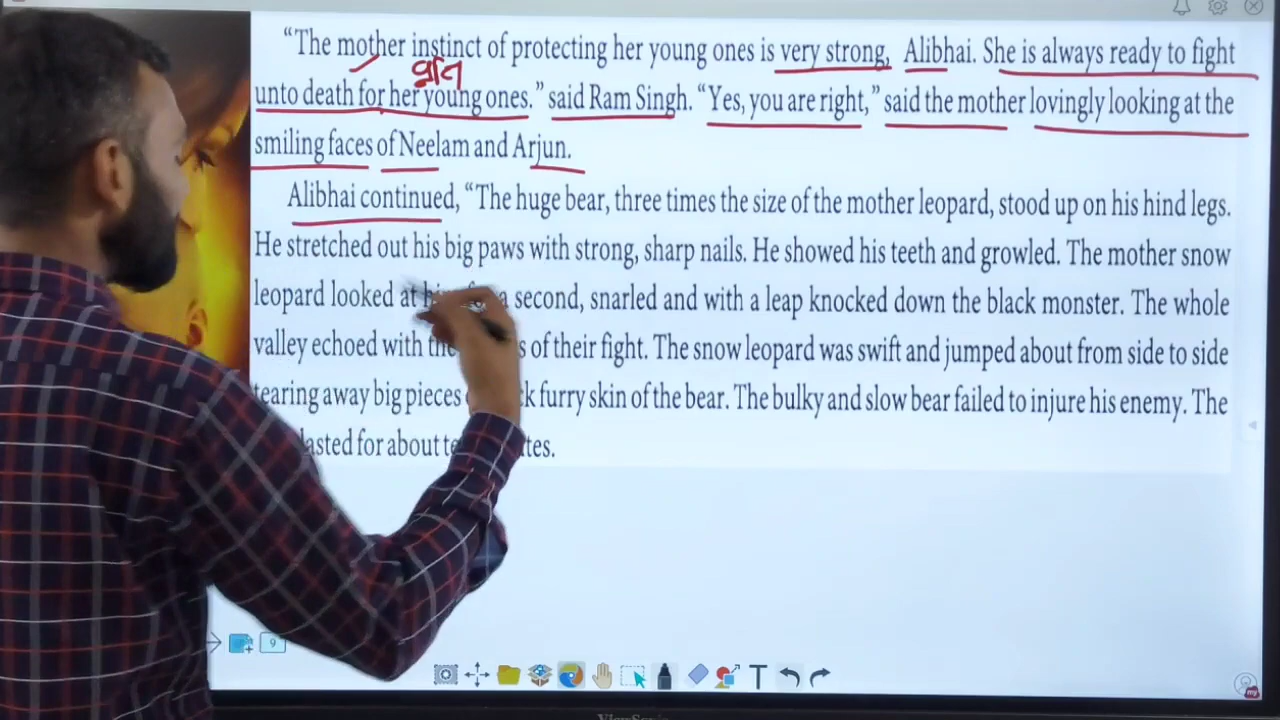 “The mother instinct of protecting her young ones is very strong, Alibhai. She is always ready to fight
unto death for her young ones.” said Ram Singh. “Yes, you are right,” said the mother lovingly looking at the
smiling faces of Neelam and Arjun.
Alibhai continued, “The huge bear, three times the size of the mother leopard, stood up on his hind legs.
He stretched out his big paws with strong, sharp nails. He showed his teeth and growled. The mother snow
leopard looked at a second, snarled and with a leap knocked down the black monster. The whole
valley echoed with the of their fight. The snow leopard was swift and jumped about from side to side
tearing away big pieces furry skin of the bear. The bulky and slow bear failed to injure his enemy. The
lasted for about
9
T
my
ViewSonic